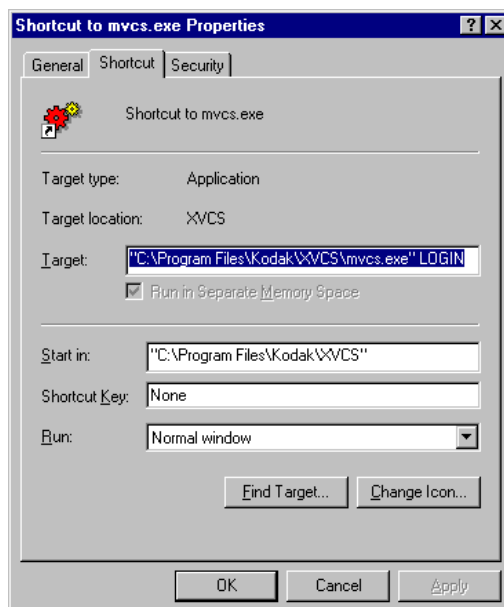 Shortcut to mvcs.exe Properties
General Shortcut Security
Shortcut to mvcs.exe
Target type: Application
Target location: XVCS
Target: "C:\Program Files\Kodak\XVCS\mvcs.exe" LOGIN
Run in Separate Memory Space
Start in: "C:\Program Files\Kodak\XVCS"
Shortcut Key: None
Run: Normal window
Find Target... Change Icon...
OK Cancel Apply